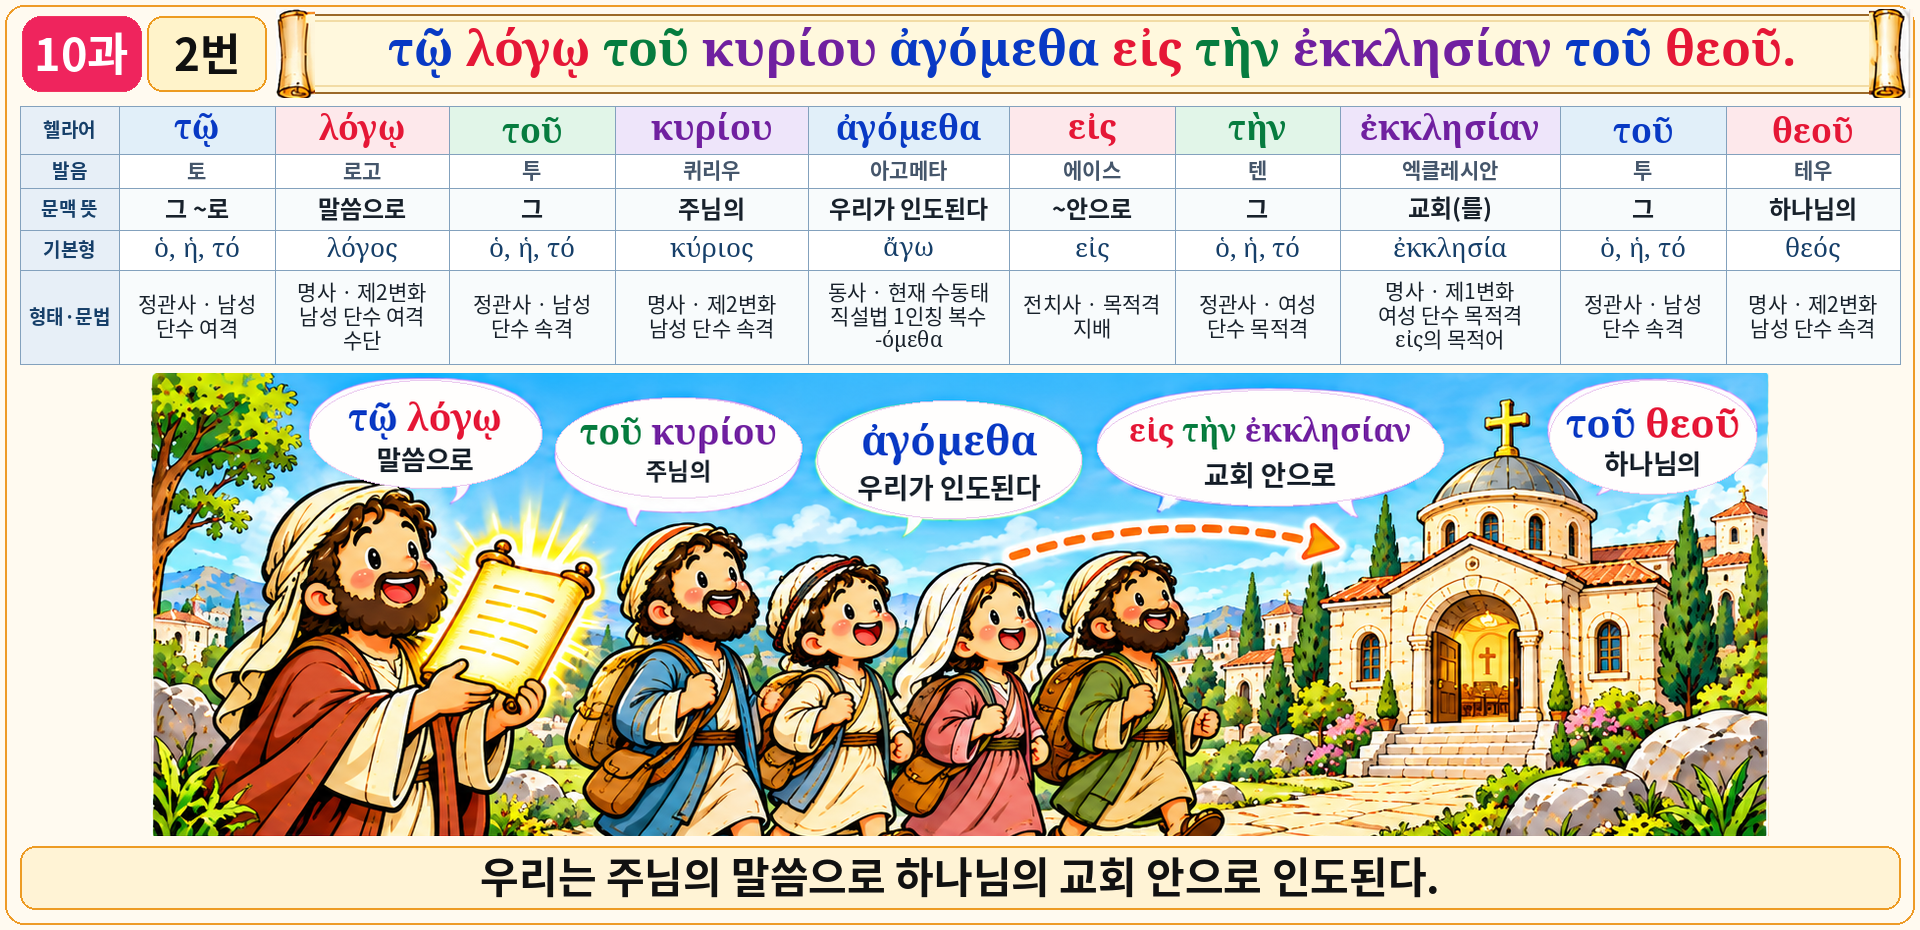 10과 2번 τῷ λόγῳ τοῦ κυρίου ἀγόμεθα εἰς τὴν ἐκκλησίαν τοῦ θεοῦ.
헬라어 τῷ λόγῳ τοῦ κυρίου ἀγόμεθα εἰς τὴν ἐκκλησίαν τοῦ θεοῦ
발음 토 로고 투 퀴리우 아고메타 에이스 텐 엑클레시안 투 테우
문맥 뜻 그 ~로 말씀으로 그 주님의 우리가 인도된다 ~안으로 그 교회(를) 그 하나님의
기본형 ὁ, ἡ, τό λόγος ὁ, ἡ, τό κύριος ἄγω εἰς ὁ, ἡ, τό ἐκκλησία ὁ, ἡ, τό θεός
형태·문법
정관사 · 남성
단수 여격
명사 · 제2변화
남성 단수 여격
수단
정관사 · 남성
단수 속격
명사 · 제2변화
남성 단수 속격
동사 · 현재 수동태
직설법 1인칭 복수
-όμεθα
전치사 · 목적격
지배
정관사 · 여성
단수 목적격
명사 · 제1변화
여성 단수 목적격
εἰς의 목적어
정관사 · 남성
단수 속격
명사 · 제2변화
남성 단수 속격
τῷ λόγῳ
말씀으로
τοῦ κυρίου
주님의
ἀγόμεθα
우리가 인도된다
εἰς τὴν ἐκκλησίαν
교회 안으로
τοῦ θεοῦ
하나님의
우리는 주님의 말씀으로 하나님의 교회 안으로 인도된다.